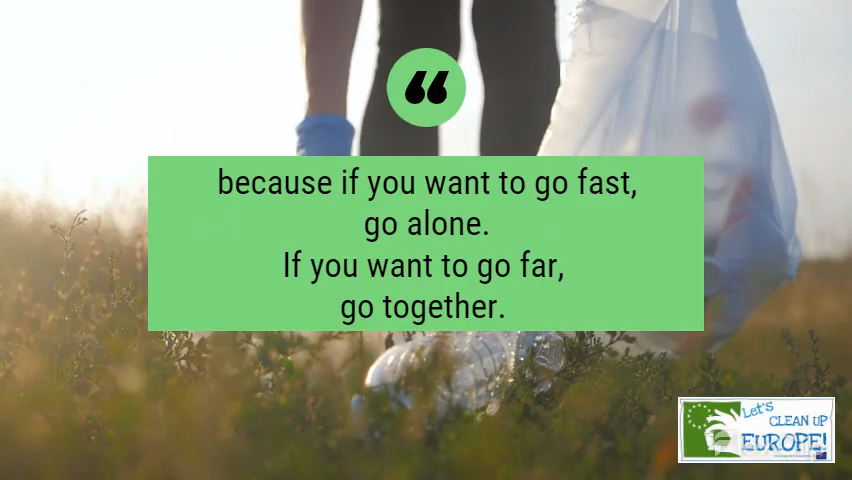 “
because if you want to go fast,
go alone.
If you want to go far,
go together.
Let's
CLEAN UP
EUROPE!